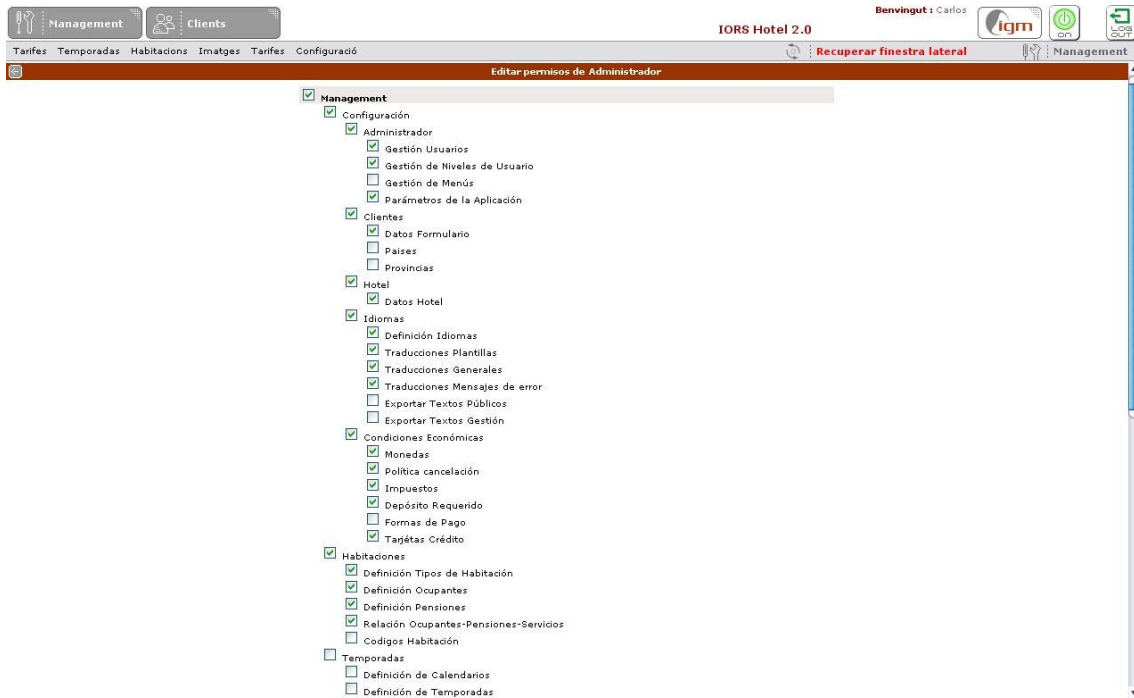 Management
Clients
Benvingut : Carlos
IORS Hotel 2.0
igm
on
LOG OUT
Tarifes Temporadas Habitacions Imatges Tarifes Configuració
Recuperar finestra lateral
Management
Editar permisos de Administrador
Management
Configuración
Administrador
Gestión Usuarios
Gestión de Niveles de Usuario
Gestión de Menús
Parámetros de la Aplicación
Clientes
Datos Formulario
Paises
Provincias
Hotel
Datos Hotel
Idiomas
Definición Idiomas
Traducciones Plantillas
Traducciones Generales
Traducciones Mensajes de error
Exportar Textos Públicos
Exportar Textos Gestión
Condiciones Económicas
Monedas
Política cancelación
Impuestos
Depósito Requerido
Formas de Pago
Tarjétas Crédito
Habitaciones
Definición Tipos de Habitación
Definición Ocupantes
Definición Pensiones
Relación Ocupantes-Pensiones-Servicios
Codigos Habitación
Temporadas
Definición de Calendarios
Definición de Temporadas